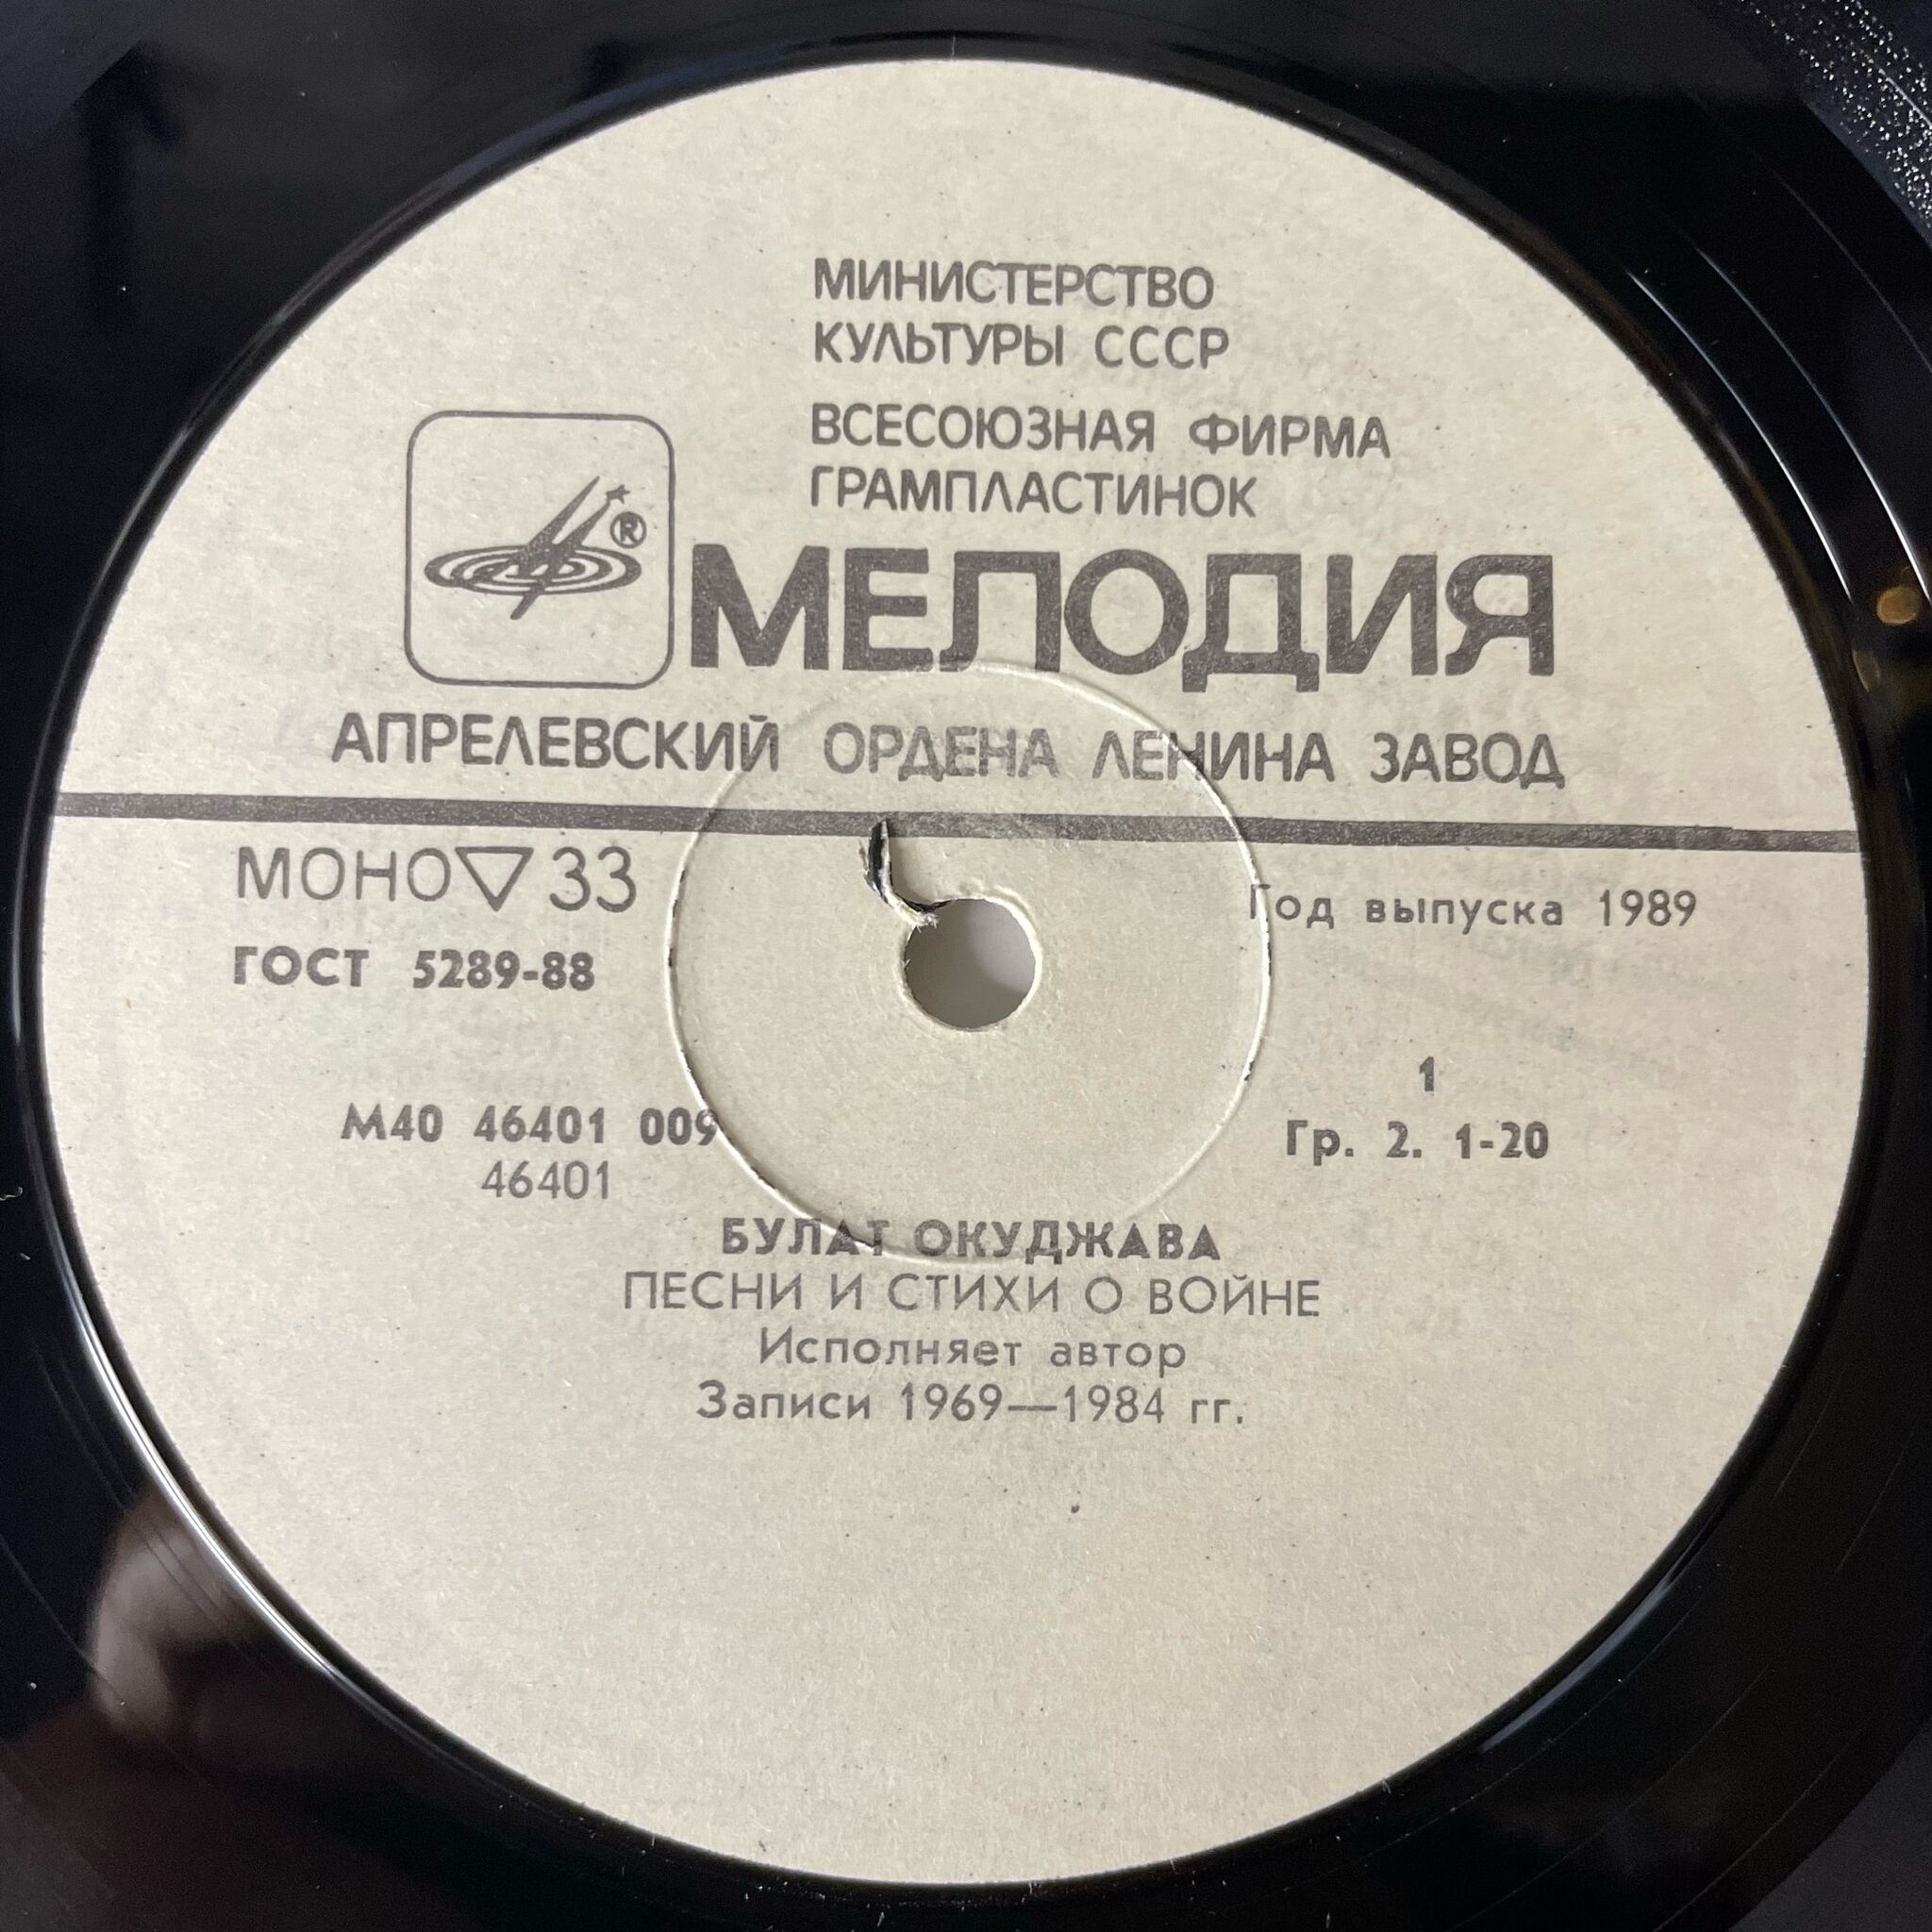 МИНИСТЕРСТВО
КУЛЬТУРЫ СССР
ВСЕСОЮЗНАЯ ФИРМА
ГРАМПЛАСТИНОК
®
МЕЛОДИЯ
АПРЕЛЕВСКИЙ ОРДЕНА ЛЕНИНА ЗАВОД
МОНО▽33
Год выпуска 1989
ГОСТ 5289-88
1
М40 46401 009
Гр. 2. 1-20
46401
БУЛАТ ОКУДЖАВА
ПЕСНИ И СТИХИ О ВОЙНЕ
Исполняет автор
Записи 1969—1984 гг.